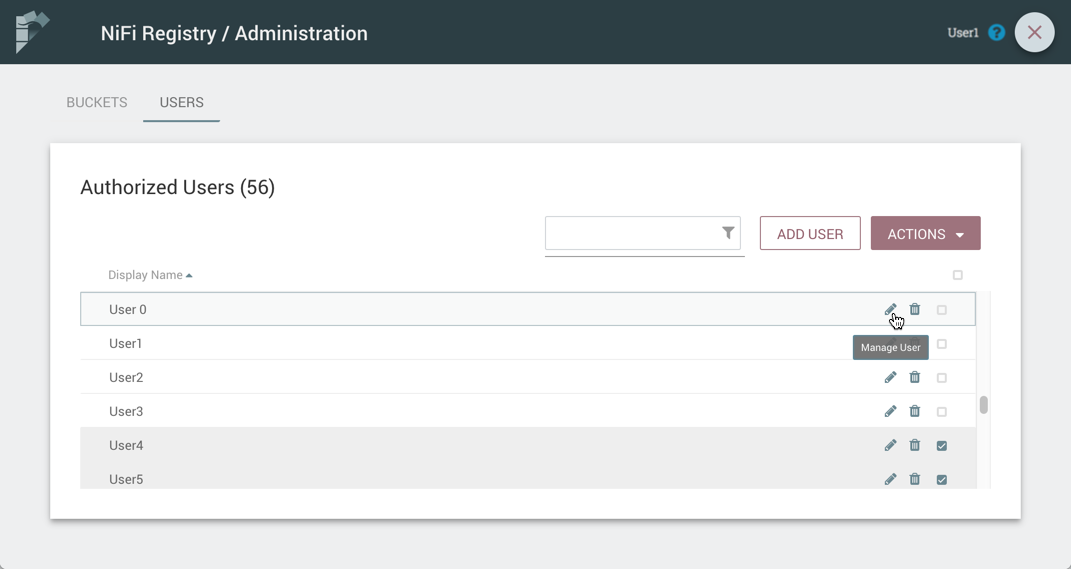 NiFi Registry / Administration
User1
?
BUCKETS USERS
Authorized Users (56)
ADD USER ACTIONS
Display Name
User 0
User1
Manage User
User2
User3
User4
User5